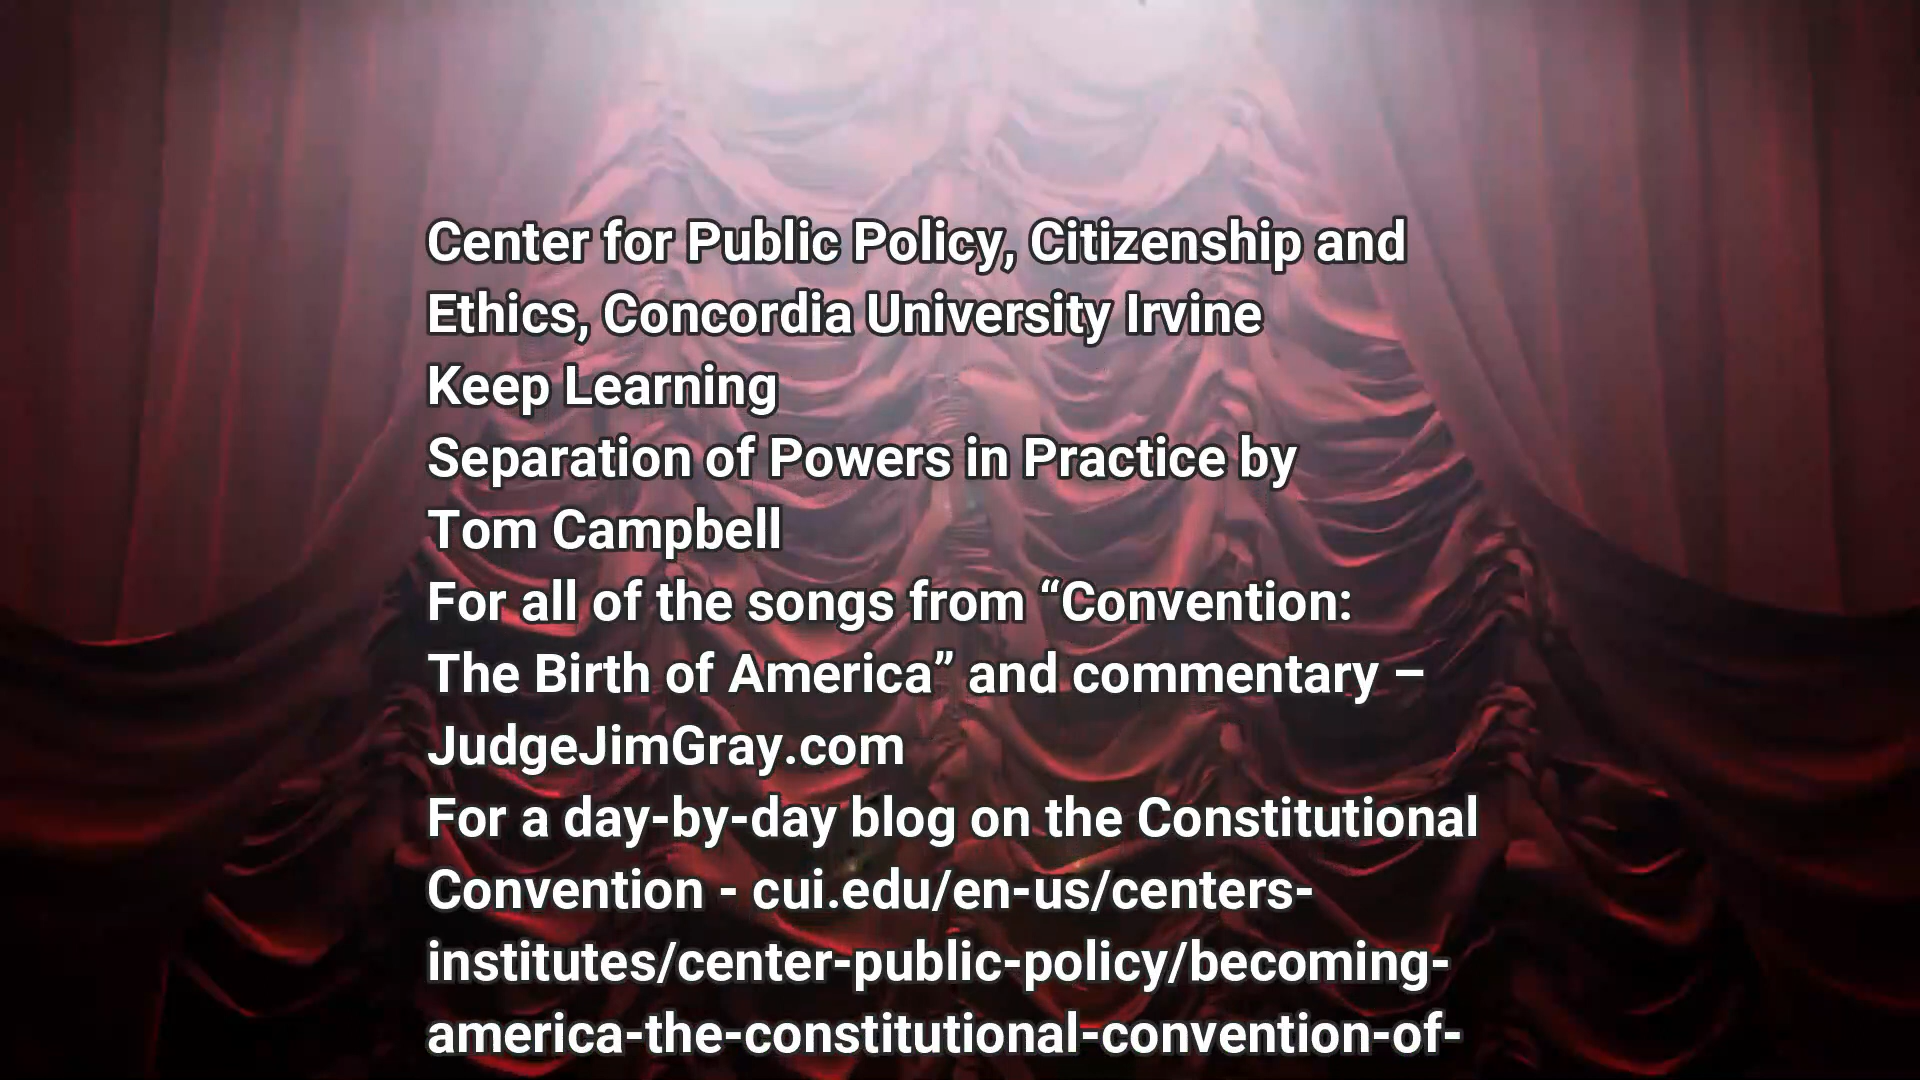 Center for Public Policy, Citizenship and
Ethics, Concordia University Irvine
Keep Learning
Separation of Powers in Practice by
Tom Campbell
For all of the songs from “Convention:
The Birth of America” and commentary –
JudgeJimGray.com
For a day-by-day blog on the Constitutional
Convention - cui.edu/en-us/centers-
institutes/center-public-policy/becoming-
america-the-constitutional-convention-of-